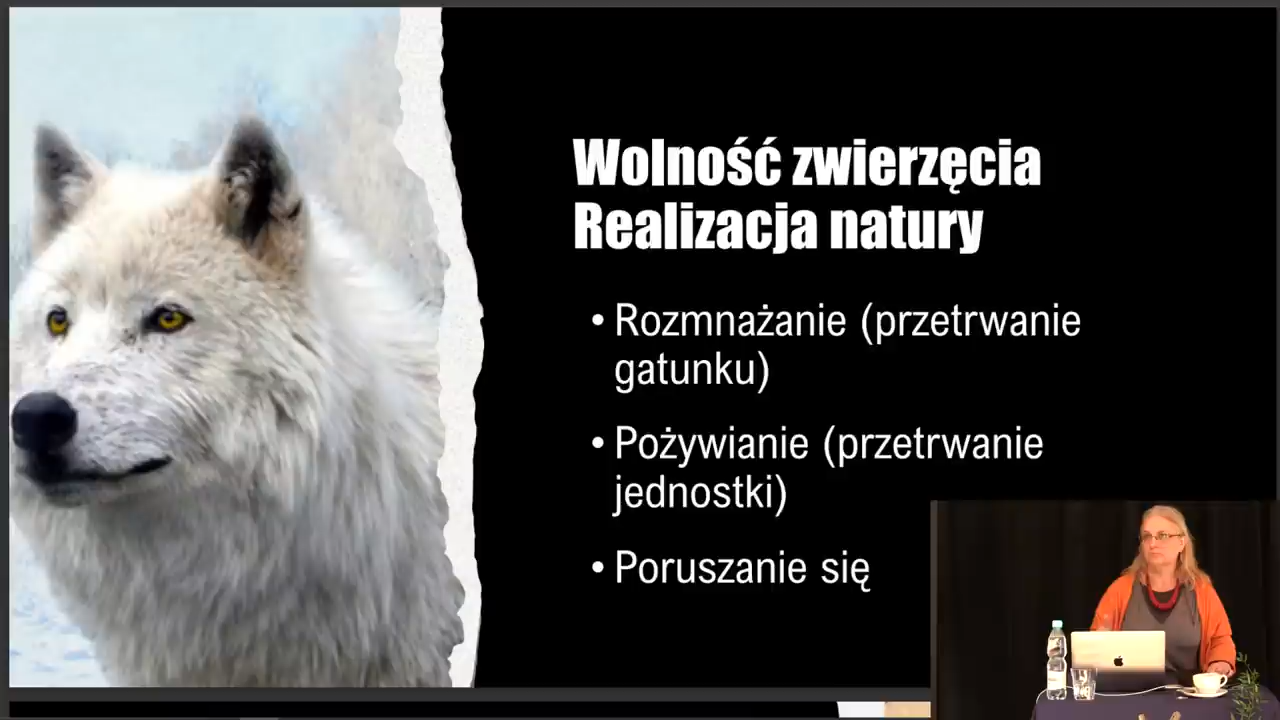 Wolność zwierzęcia
Realizacja natury
• Rozmnażanie (przetrwanie
gatunku)
• Pożywianie (przetrwanie
jednostki)
• Poruszanie się